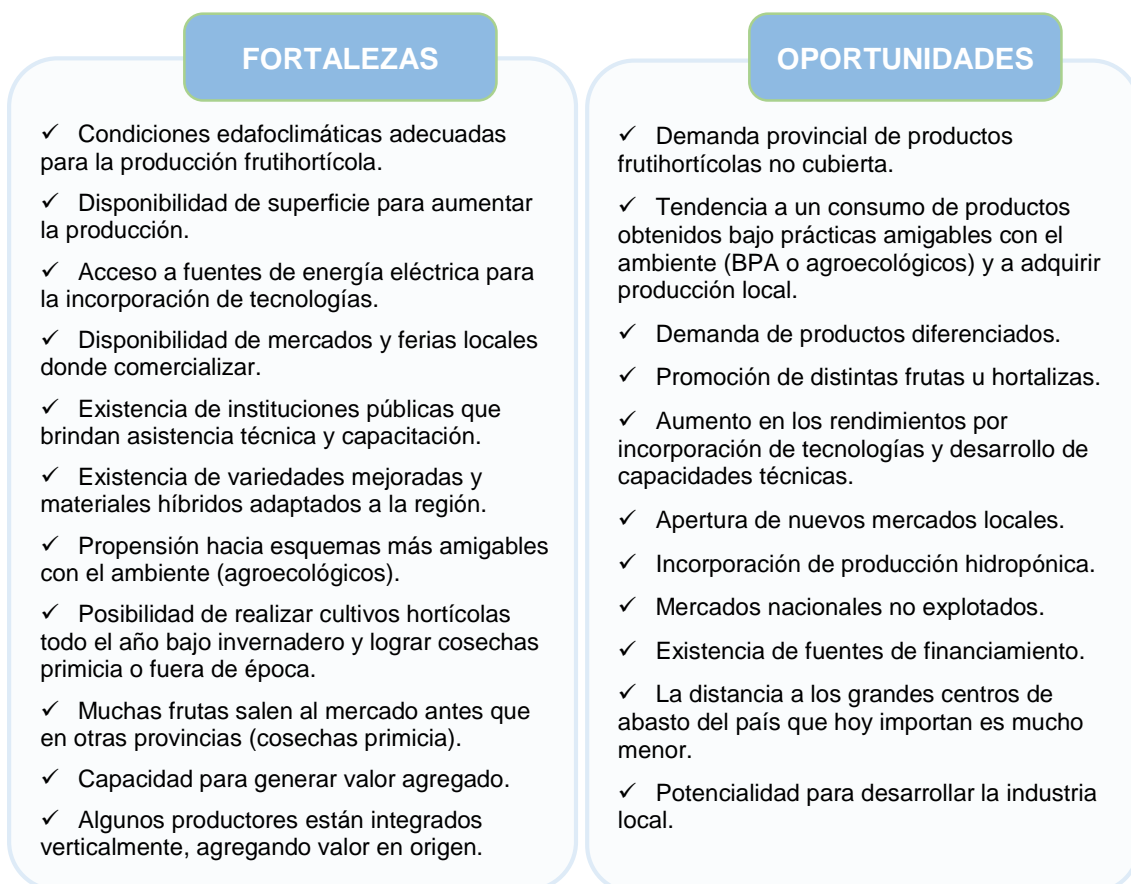 FORTALEZAS
✓ Condiciones edafoclimáticas adecuadas
para la producción frutihortícola.
✓ Disponibilidad de superficie para aumentar
la producción.
✓ Acceso a fuentes de energía eléctrica para
la incorporación de tecnologías.
✓ Disponibilidad de mercados y ferias locales
donde comercializar.
✓ Existencia de instituciones públicas que
brindan asistencia técnica y capacitación.
✓ Existencia de variedades mejoradas y
materiales híbridos adaptados a la región.
✓ Propensión hacia esquemas más amigables
con el ambiente (agroecológicos).
✓ Posibilidad de realizar cultivos hortícolas
todo el año bajo invernadero y lograr cosechas
primicia o fuera de época.
✓ Muchas frutas salen al mercado antes que
en otras provincias (cosechas primicia).
✓ Capacidad para generar valor agregado.
✓ Algunos productores están integrados
verticalmente, agregando valor en origen.
OPORTUNIDADES
✓ Demanda provincial de productos
frutihortícolas no cubierta.
✓ Tendencia a un consumo de productos
obtenidos bajo prácticas amigables con el
ambiente (BPA o agroecológicos) y a adquirir
producción local.
✓ Demanda de productos diferenciados.
✓ Promoción de distintas frutas u hortalizas.
✓ Aumento en los rendimientos por
incorporación de tecnologías y desarrollo de
capacidades técnicas.
✓ Apertura de nuevos mercados locales.
✓ Incorporación de producción hidropónica.
✓ Mercados nacionales no explotados.
✓ Existencia de fuentes de financiamiento.
✓ La distancia a los grandes centros de
abasto del país que hoy importan es mucho
menor.
✓ Potencialidad para desarrollar la industria
local.